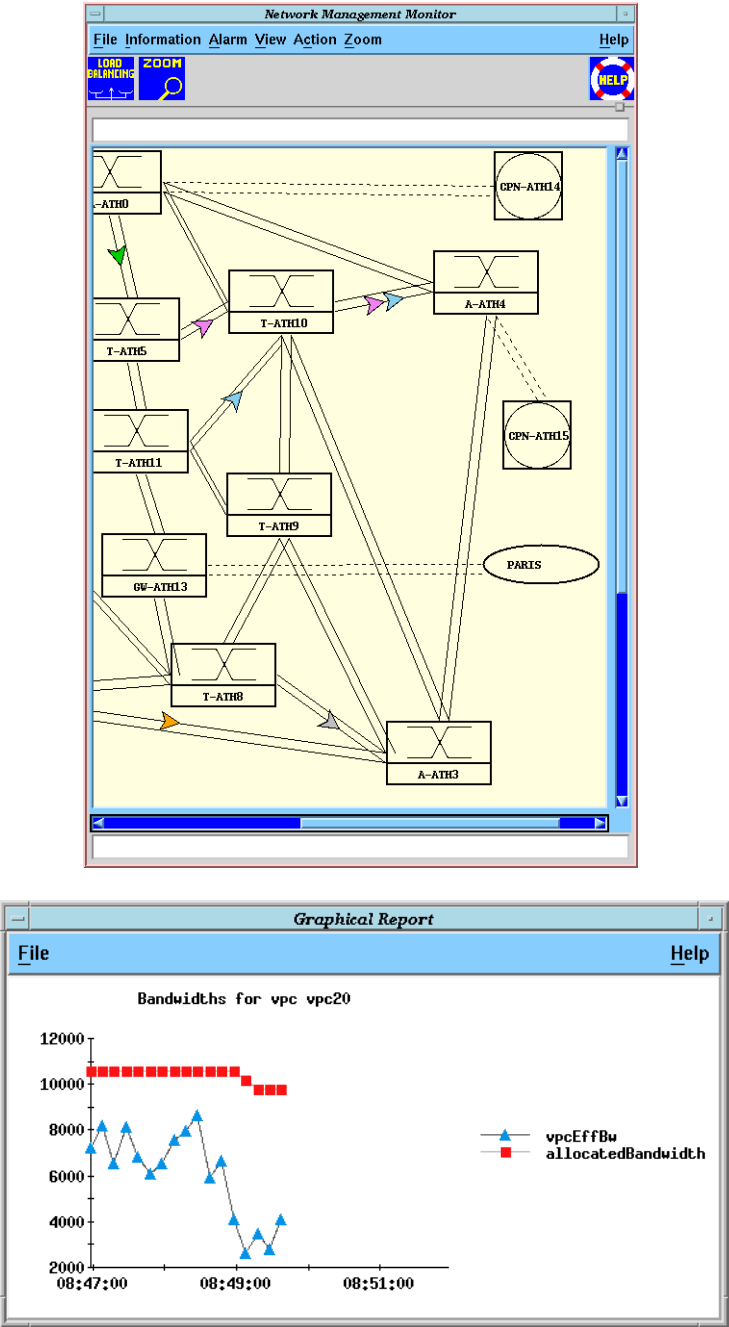 Network Management Monitor
File Information Alarm View Action Zoom Help
LOAD BALANCING
ZOOM
HELP
CPN-ATH14
-ATH0
A-ATH4
T-ATH10
T-ATH5
CPN-ATH15
T-ATH11
T-ATH9
PARIS
GW-ATH13
T-ATH8
A-ATH3
Graphical Report
File Help
Bandwidths for vpc vpc20
12000
10000
8000
6000
4000
2000
vpcEffBw
allocatedBandwidth
08:47:00 08:49:00 08:51:00